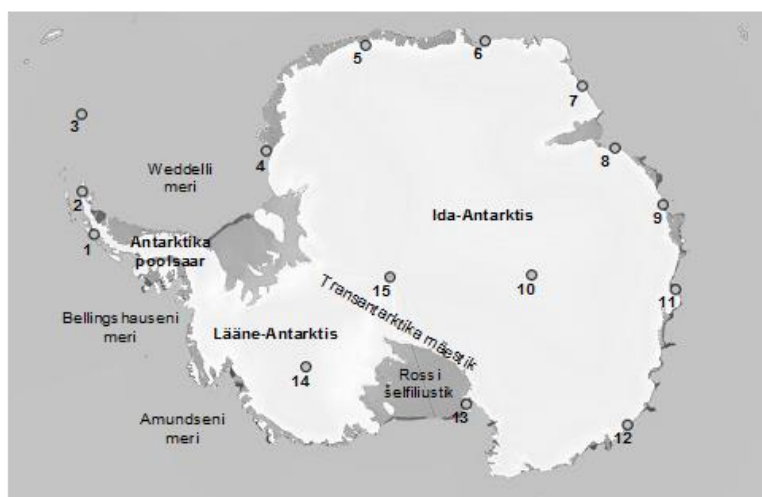 5
6
7
3
4
8
Weddelli
meri
2
9
Ida-Antarktis
1
Antarktika
poolsaar
15
10
11
Transantarktika mäestik
Bellingshauseni
meri
Lääne-Antarktis
14
Rossi
šelfiliustik
13
Amundseni
meri
12